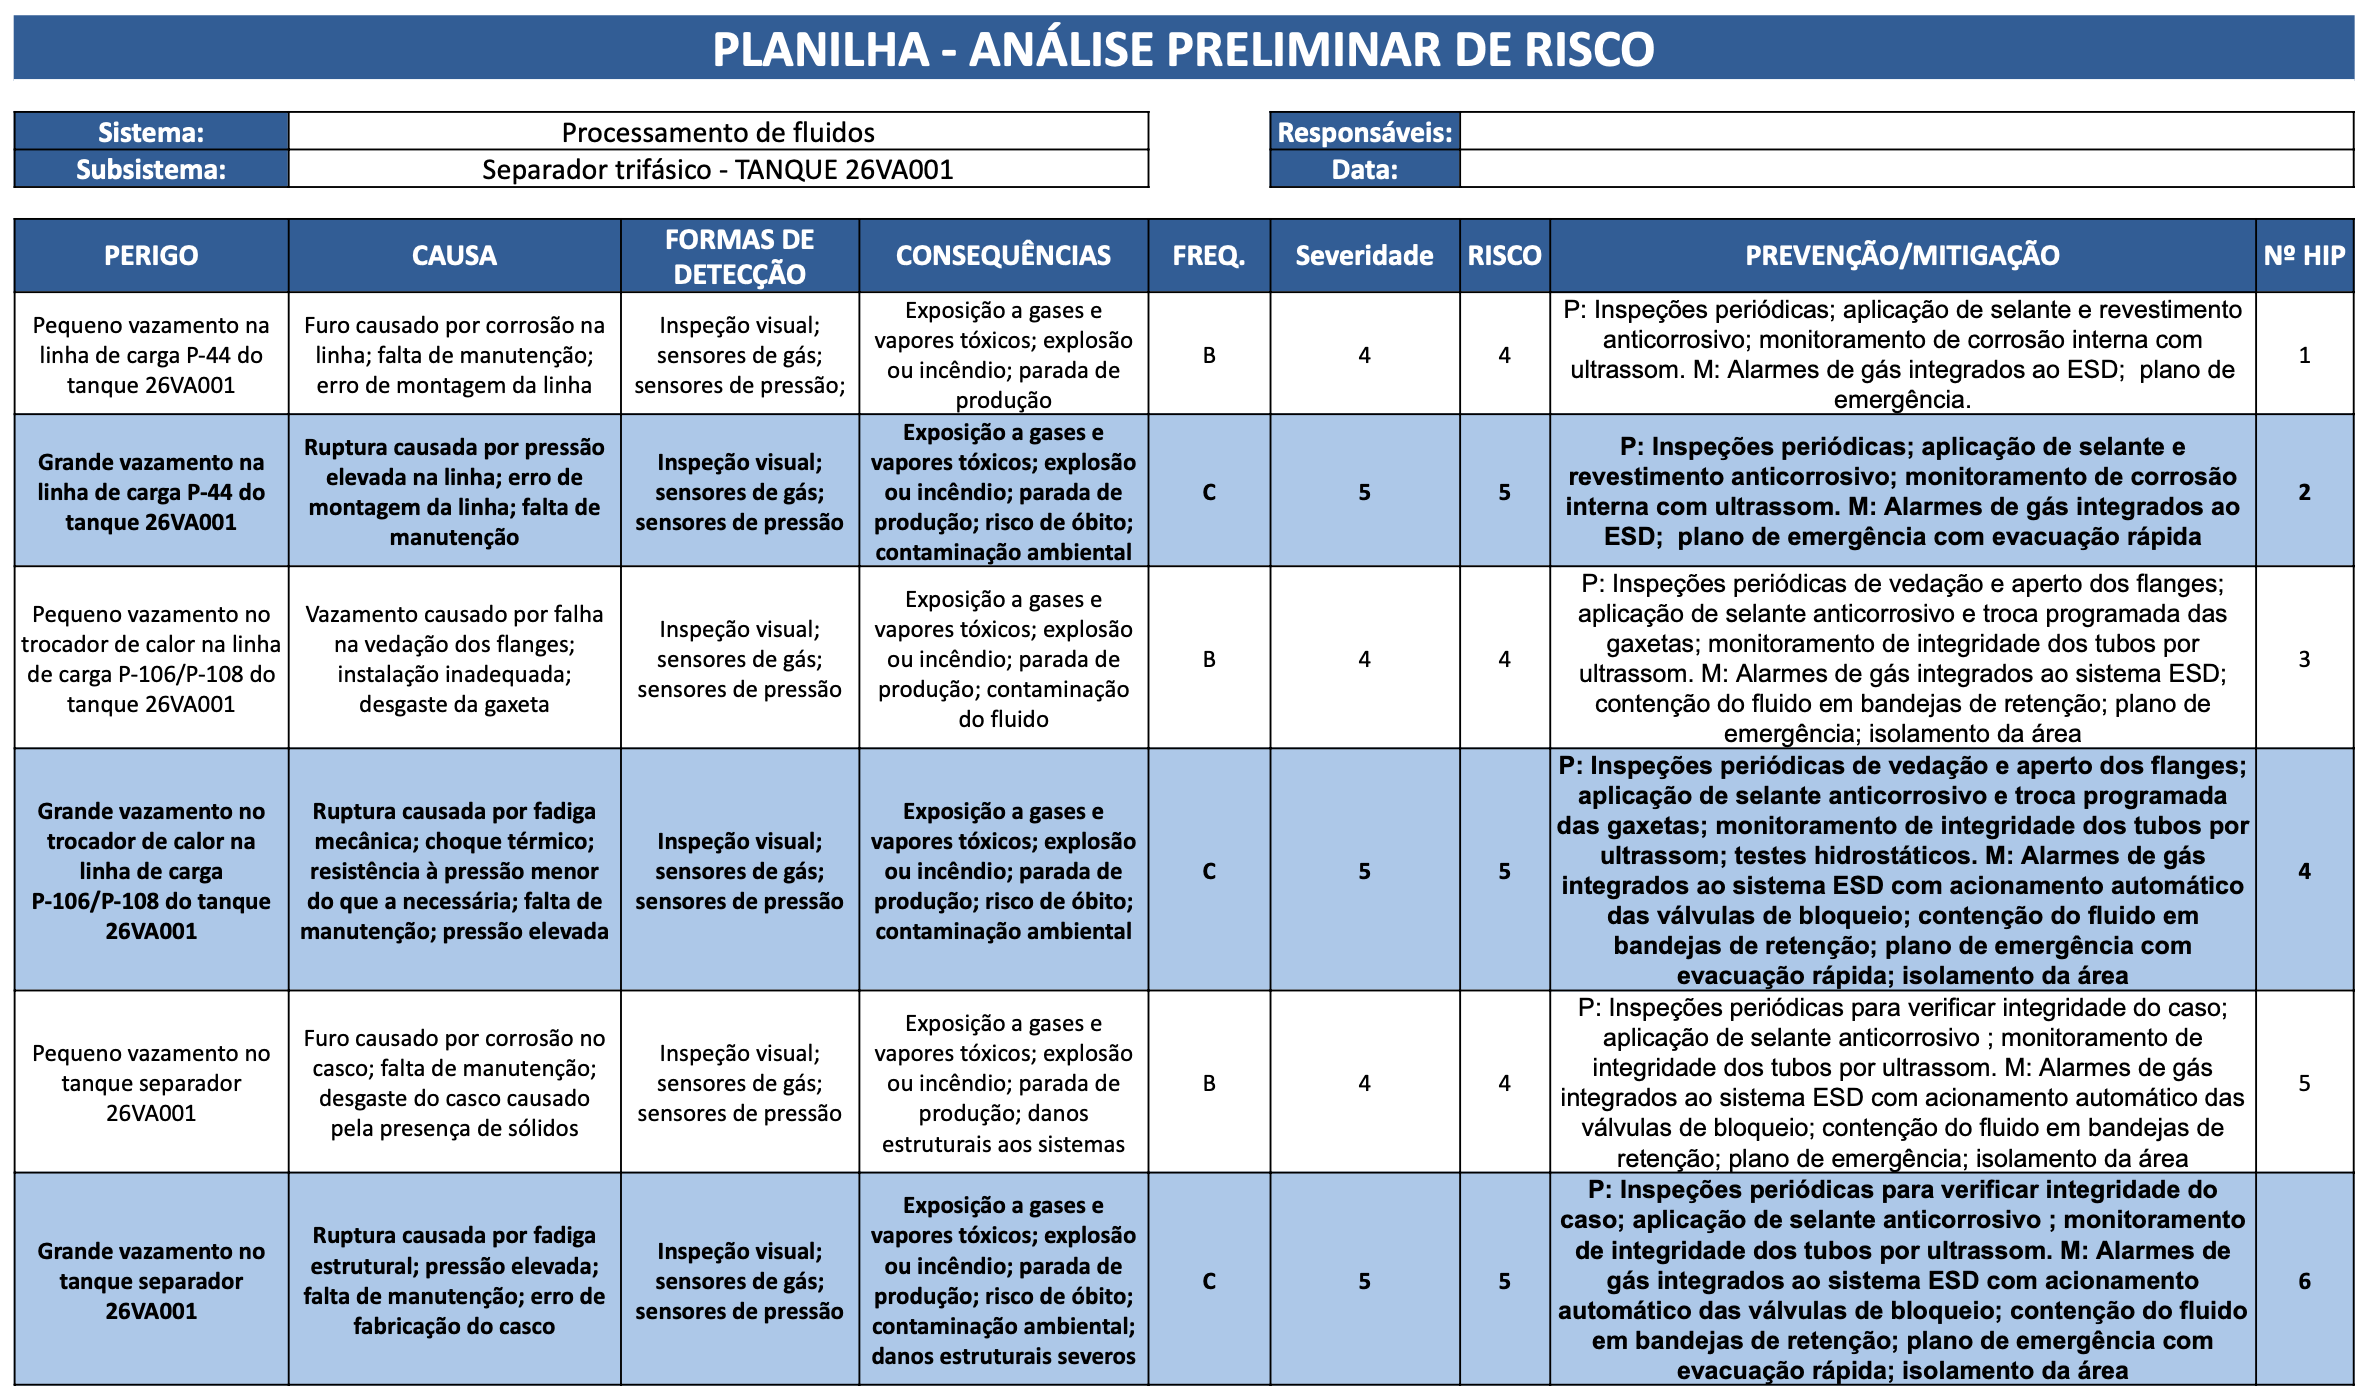 PLANILHA - ANÁLISE PRELIMINAR DE RISCO
Sistema:
Processamento de fluidos
Responsáveis:
Subsistema:
Separador trifásico - TANQUE 26VA001
Data:
PERIGO
CAUSA
FORMAS DE
DETECÇÃO
CONSEQUÊNCIAS
FREQ.
Severidade
RISCO
PREVENÇÃO/MITIGAÇÃO
Nº HIP
Pequeno vazamento na
linha de carga P-44 do
tanque 26VA001
Furo causado por corrosão na
linha; falta de manutenção;
erro de montagem da linha
Inspeção visual;
sensores de gás;
sensores de pressão;
Exposição a gases e
vapores tóxicos; explosão
ou incêndio; parada de
produção
B
4
4
P: Inspeções periódicas; aplicação de selante e revestimento
anticorrosivo; monitoramento de corrosão interna com
ultrassom. M: Alarmes de gás integrados ao ESD;  plano de
emergência.
1
Grande vazamento na
linha de carga P-44 do
tanque 26VA001
Ruptura causada por pressão
elevada na linha; erro de
montagem da linha; falta de
manutenção
Inspeção visual;
sensores de gás;
sensores de pressão
Exposição a gases e
vapores tóxicos; explosão
ou incêndio; parada de
produção; risco de óbito;
contaminação ambiental
C
5
5
P: Inspeções periódicas; aplicação de selante e
revestimento anticorrosivo; monitoramento de corrosão
interna com ultrassom. M: Alarmes de gás integrados ao
ESD;  plano de emergência com evacuação rápida
2
Pequeno vazamento no
trocador de calor na linha
de carga P-106/P-108 do
tanque 26VA001
Vazamento causado por falha
na vedação dos flanges;
instalação inadequada;
desgaste da gaxeta
Inspeção visual;
sensores de gás;
sensores de pressão
Exposição a gases e
vapores tóxicos; explosão
ou incêndio; parada de
produção; contaminação
do fluido
B
4
4
P: Inspeções periódicas de vedação e aperto dos flanges;
aplicação de selante anticorrosivo e troca programada das
gaxetas; monitoramento de integridade dos tubos por
ultrassom. M: Alarmes de gás integrados ao sistema ESD;
contenção do fluido em bandejas de retenção; plano de
emergência; isolamento da área
3
Grande vazamento no
trocador de calor na
linha de carga
P-106/P-108 do tanque
26VA001
Ruptura causada por fadiga
mecânica; choque térmico;
resistência à pressão menor
do que a necessária; falta de
manutenção; pressão elevada
Inspeção visual;
sensores de gás;
sensores de pressão
Exposição a gases e
vapores tóxicos; explosão
ou incêndio; parada de
produção; risco de óbito;
contaminação ambiental
C
5
5
P: Inspeções periódicas de vedação e aperto dos flanges;
aplicação de selante anticorrosivo e troca programada
das gaxetas; monitoramento de integridade dos tubos por
ultrassom; testes hidrostáticos. M: Alarmes de gás
integrados ao sistema ESD com acionamento automático
das válvulas de bloqueio; contenção do fluido em
bandejas de retenção; plano de emergência com
evacuação rápida; isolamento da área
4
Pequeno vazamento no
tanque separador
26VA001
Furo causado por corrosão no
casco; falta de manutenção;
desgaste do casco causado
pela presença de sólidos
Inspeção visual;
sensores de gás;
sensores de pressão
Exposição a gases e
vapores tóxicos; explosão
ou incêndio; parada de
produção; danos
estruturais aos sistemas
B
4
4
P: Inspeções periódicas para verificar integridade do caso;
aplicação de selante anticorrosivo ; monitoramento de
integridade dos tubos por ultrassom. M: Alarmes de gás
integrados ao sistema ESD com acionamento automático das
válvulas de bloqueio; contenção do fluido em bandejas de
retenção; plano de emergência; isolamento da área
5
Grande vazamento no
tanque separador
26VA001
Ruptura causada por fadiga
estrutural; pressão elevada;
falta de manutenção; erro de
fabricação do casco
Inspeção visual;
sensores de gás;
sensores de pressão
Exposição a gases e
vapores tóxicos; explosão
ou incêndio; parada de
produção; risco de óbito;
contaminação ambiental;
danos estruturais severos
C
5
5
P: Inspeções periódicas para verificar integridade do
caso; aplicação de selante anticorrosivo ; monitoramento
de integridade dos tubos por ultrassom. M: Alarmes de
gás integrados ao sistema ESD com acionamento
automático das válvulas de bloqueio; contenção do fluido
em bandejas de retenção; plano de emergência com
evacuação rápida; isolamento da área
6